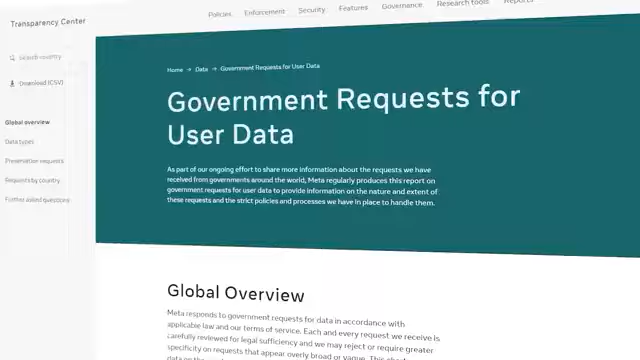 Transparency Center
Policies Enforcement Security Features Governance Research tools Reports
Search country
Download (CSV)
Global overview
Data types
Preservation requests
Requests by country
Further asked questions
Home → Data → Government Requests for User Data
Government Requests for
User Data
As part of our ongoing effort to share more information about the requests we have
received from governments around the world, Meta regularly produces this report on
government requests for user data to provide information on the nature and extent of
these requests and the strict policies and processes we have in place to handle them.
Global Overview
Meta responds to government requests for data in accordance with
applicable law and our terms of service. Each and every request we receive is
carefully reviewed for legal sufficiency and we may reject or require greater
specificity on requests that appear overly broad or vague. This
data on the